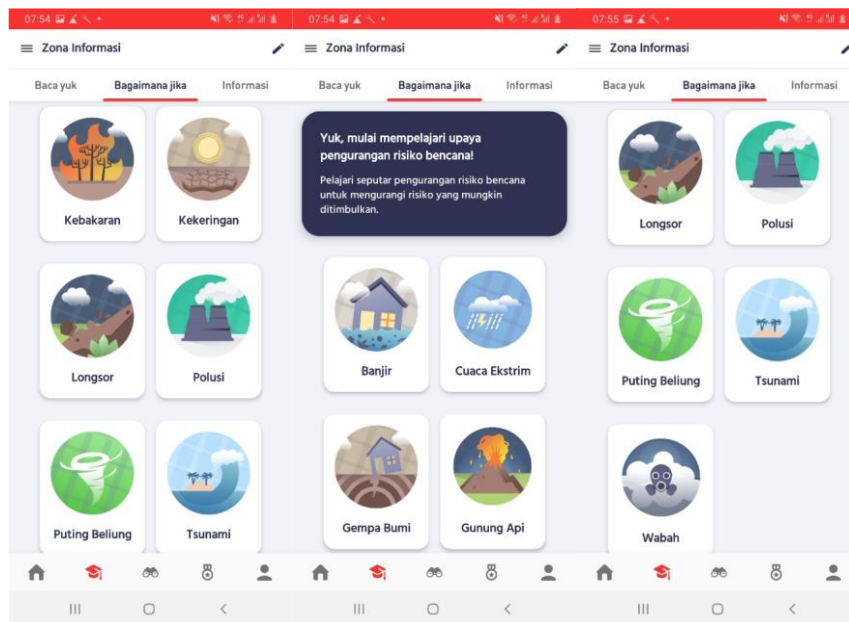 07:54
Zona Informasi
Baca yuk Bagaimana jika Informasi
Kebakaran Kekeringan
Longsor Polusi
Puting Beliung Tsunami
07:54
Zona Informasi
Baca yuk Bagaimana jika Informasi
Yuk, mulai mempelajari upaya
pengurangan risiko bencana!
Pelajari seputar pengurangan risiko bencana
untuk mengurangi risiko yang mungkin
ditimbulkan.
Banjir Cuaca Ekstrim
Gempa Bumi Gunung Api
07:55
Zona Informasi
Baca yuk Bagaimana jika Informasi
Longsor Polusi
Puting Beliung Tsunami
Wabah